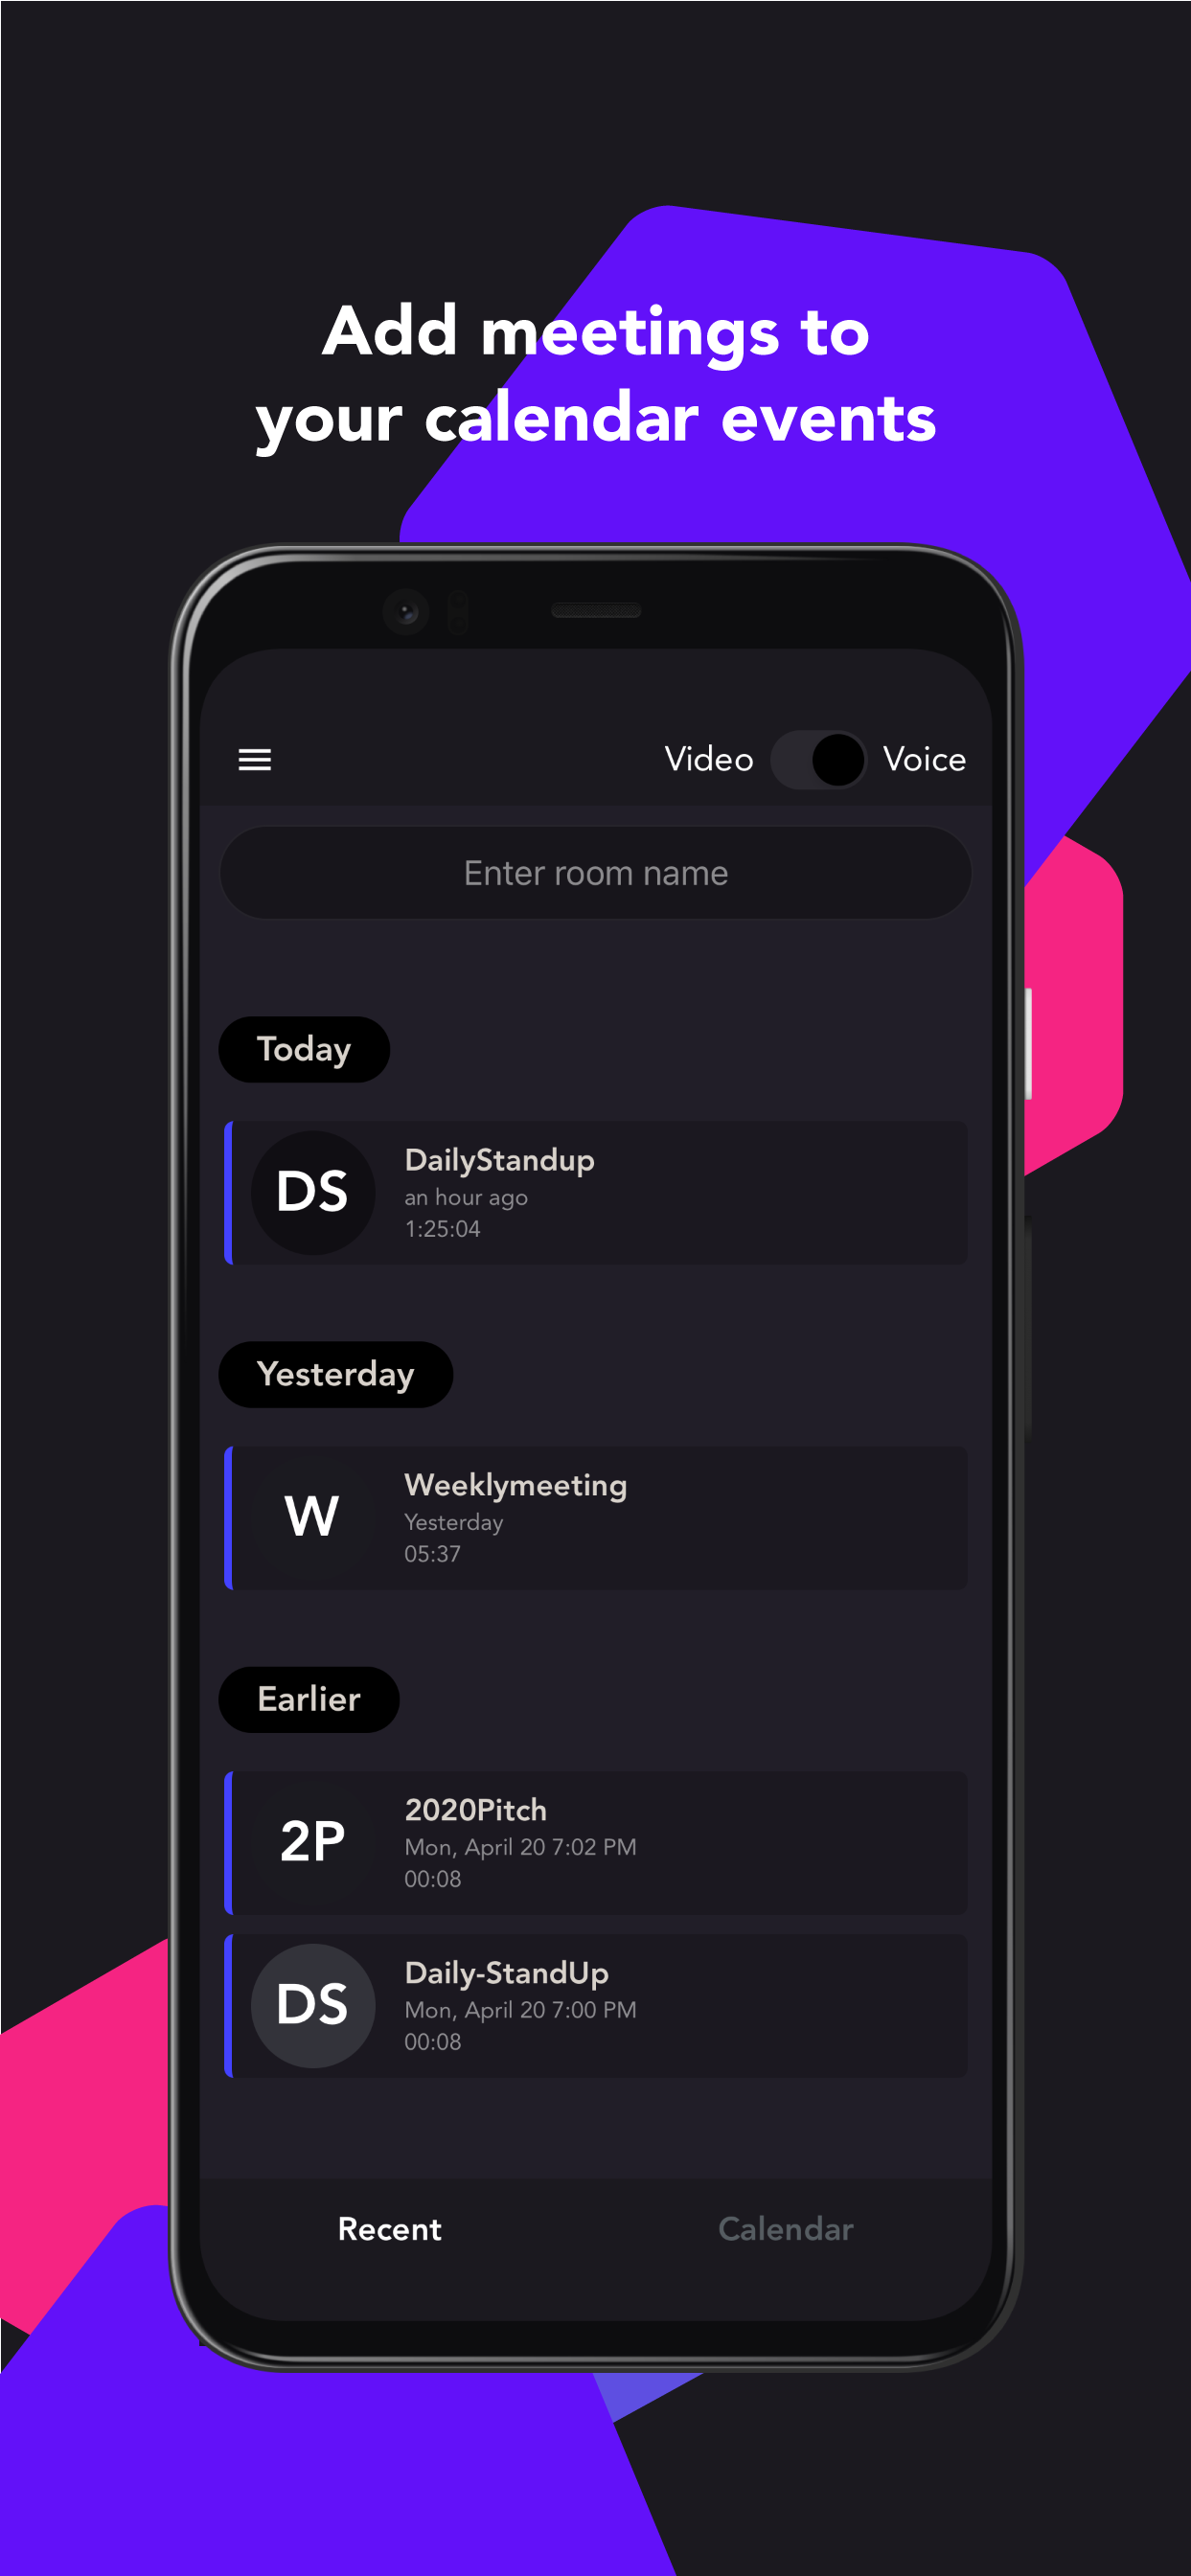 Add meetings to
your calendar events
Video Voice
Enter room name
Today
DS
DailyStandup
an hour ago
1:25:04
Yesterday
W
Weeklymeeting
Yesterday
05:37
Earlier
2P
2020Pitch
Mon, April 20 7:02 PM
00:08
DS
Daily-StandUp
Mon, April 20 7:00 PM
00:08
Recent Calendar